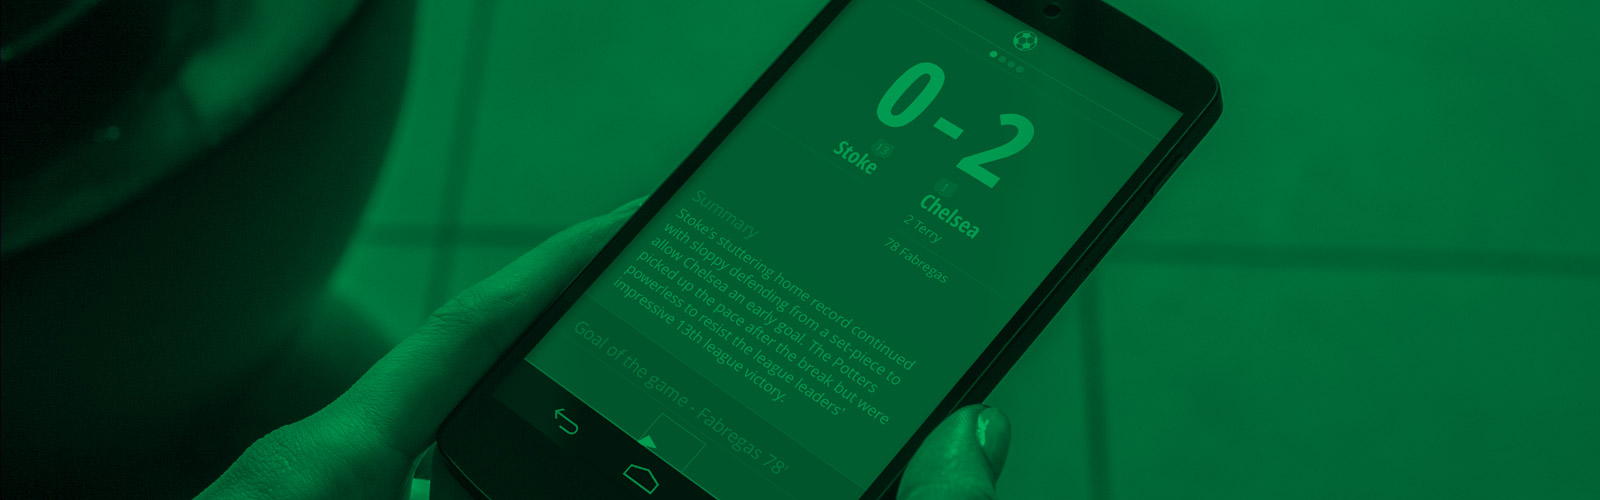 0 - 2
Stoke 13
1
Chelsea
2 Terry
78 Fabregas
Summary
Stoke's stuttering home record continued
with sloppy defending from a set-piece to
allow Chelsea an early goal. The Potters
picked up the pace after the break but were
powerless to resist the league leaders'
impressive 13th league victory.
Goal of the game - Fabregas 78'